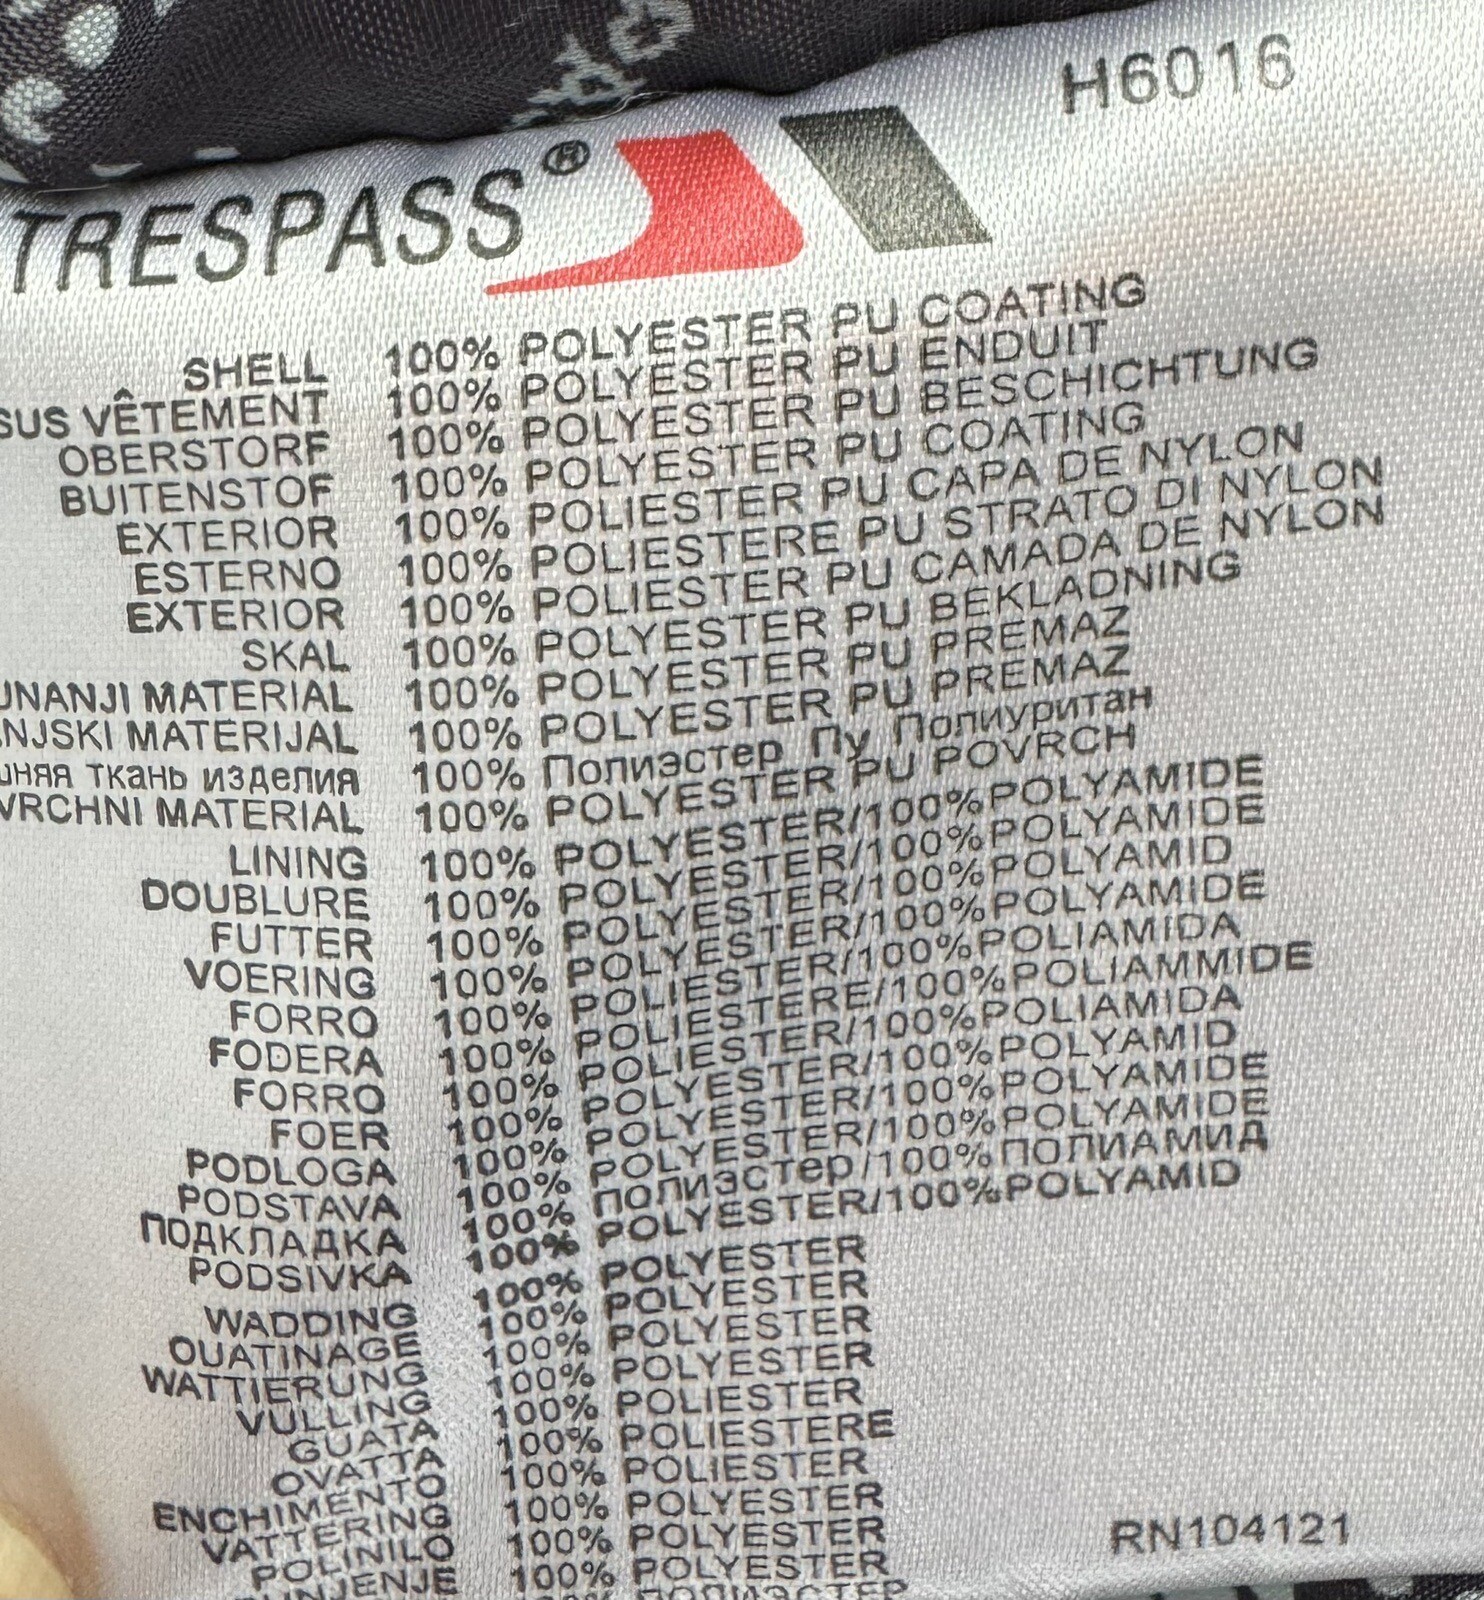 H6016
TRESPASS®
SHELL 100% POLYESTER PU COATING
VÊTEMENT 100% POLYESTER PU ENDUIT
OBERSTORF 100% POLYESTER PU BESCHICHTUNG
BUITENSTOF 100% POLYESTER PU COATING
EXTERIOR 100% POLIESTER PU CAPA DE NYLON
ESTERNO 100% POLIESTERE PU STRATO DI NYLON
EXTERIOR 100% POLIESTER PU CAMADA DE NYLON
SKAL 100% POLYESTER PU BEKLADNING
UNANJI MATERIAL 100% POLYESTER PU PREMAZ
NJSKI MATERIJAL 100% POLYESTER PU PREMAZ
ткань изделия 100% Полиэстер Пу Полиуритан
VRCHNI MATERIAL 100% POLYESTER PU POVRCH
LINING 100% POLYESTER/100%POLYAMIDE
DOUBLURE 100% POLYESTER/100%POLYAMIDE
FUTTER 100% POLYESTER/100%POLYAMID
VOERING 100% POLYESTER/100%POLYAMIDE
FORRO 100% POLIESTER/100%POLIAMIDA
FODERA 100% POLIESTERE/100%POLIAMMIDE
FORRO 100% POLIESTER/100%POLIAMIDA
FOER 100% POLYESTER/100%POLYAMID
PODLOGA 100% POLYESTER/100%POLYAMIDE
PODSTAVA 100% POLYESTER/100%POLYAMIDE
ПОДКЛАДКА 100% полиэстер/100%ПОЛИАМИД
PODSIVKA 100% POLYESTER/100%POLYAMID
WADDING 100% POLYESTER
OUATINAGE 100% POLYESTER
WATTIERUNG 100% POLYESTER
VULLING 100% POLYESTER
GUATA 100% POLIESTER
OVATTA 100% POLIESTERE
ENCHIMENTO 100% POLIESTER
VATTERING 100% POLYESTER
POLINILO 100% POLYESTER
UNJENJE 100% POLYESTER
ПОЛИЭСТЕР
RN104121